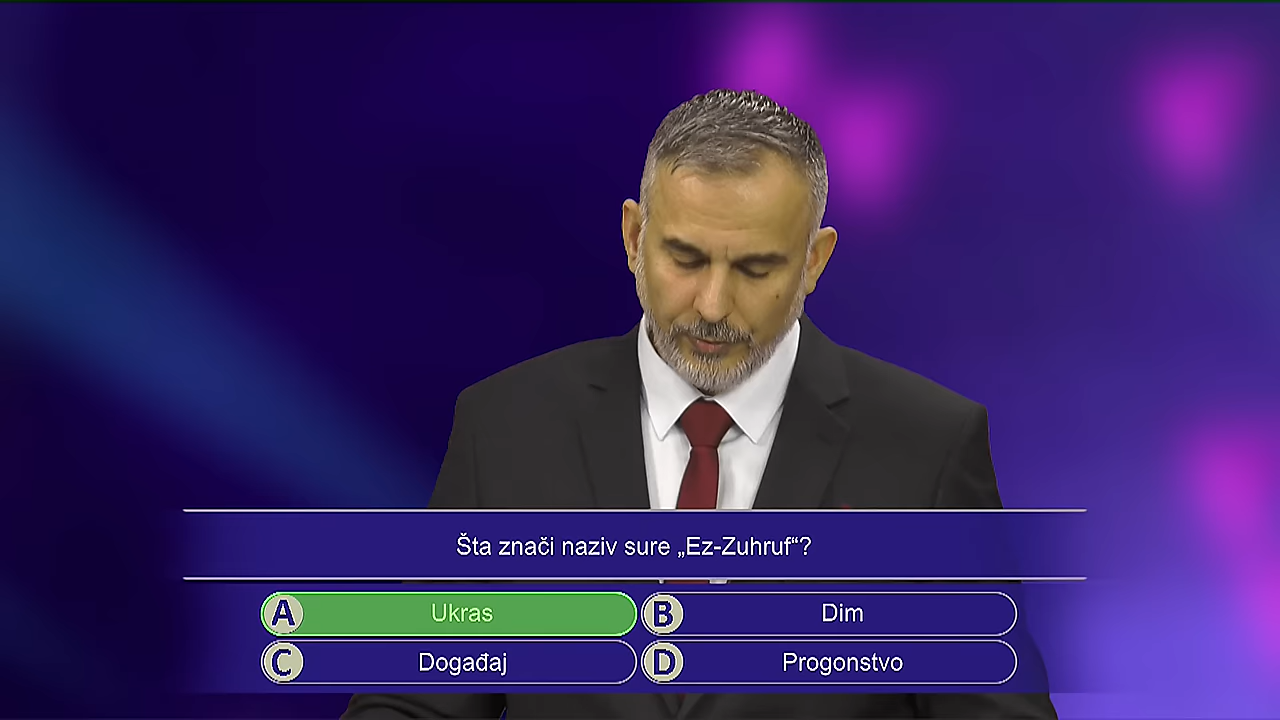 Šta znači naziv sure „Ez-Zuhruf“?
A Ukras
B Dim
C Događaj
D Progonstvo